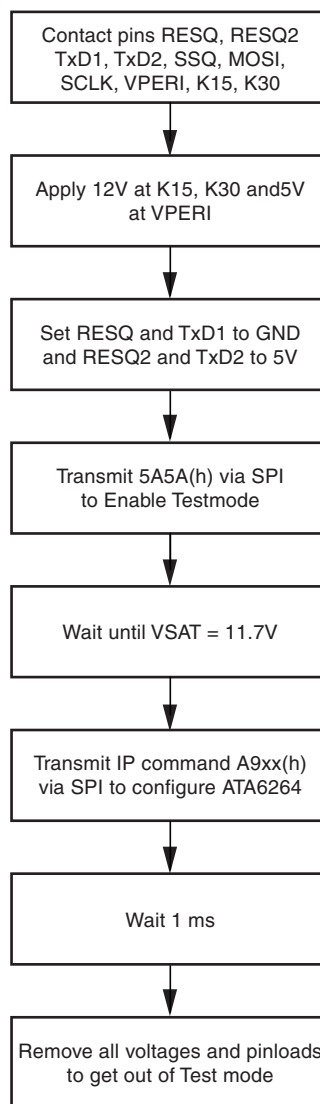 Contact pins RESQ, RESQ2
TxD1, TxD2, SSQ, MOSI,
SCLK, VPERI, K15, K30
Apply 12V at K15, K30 and5V
at VPERI
Set RESQ and TxD1 to GND
and RESQ2 and TxD2 to 5V
Transmit 5A5A(h) via SPI
to Enable Testmode
Wait until VSAT = 11.7V
Transmit IP command A9xx(h)
via SPI to configure ATA6264
Wait 1 ms
Remove all voltages and pinloads
to get out of Test mode